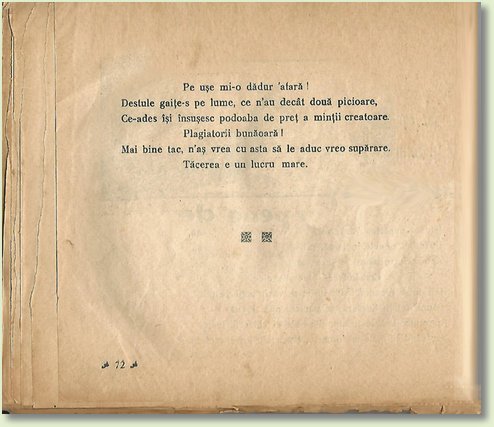 Pe uşe mi-o dădur 'afară!
Destule gaiţe-s pe lume, ce n'au decât două picioare,
Ce-ades îşi însuşesc podoaba de preţ a minţii creatoare.
Plagiatorii bunăoară!
Mai bine tac, n'aş vrea cu asta să le aduc vreo supărare.
Tăcerea e un lucru mare.
72